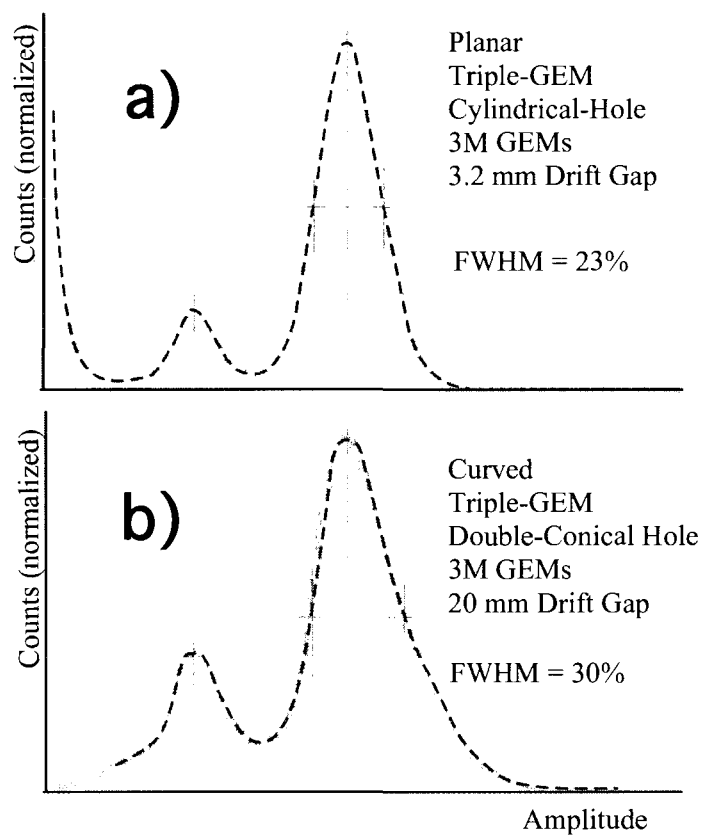 Counts (normalized)
a)
Planar
Triple-GEM
Cylindrical-Hole
3M GEMs
3.2 mm Drift Gap
FWHM = 23%
Counts (normalized)
b)
Curved
Triple-GEM
Double-Conical Hole
3M GEMs
20 mm Drift Gap
FWHM = 30%
Amplitude